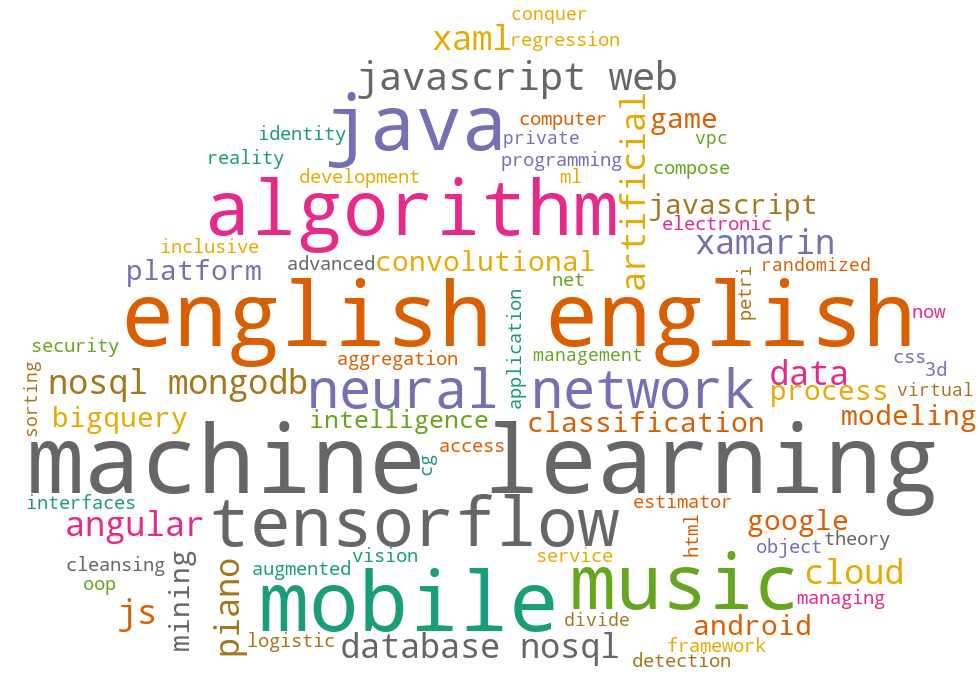 conquer
xaml
regression
javascript web
java
computer
game
identity
private
vpc
reality
programming
compose
artificial
development
ml
algorithm
javascript
electronic
inclusive
xamarin
platform
advanced
convolutional
randomized
net
petri
english english
now
application
security
aggregation
management
css
3d
sorting
nosql mongodb
neural network
data
process
virtual
bigquery
intelligence
classification
modeling
machine learning
access
cg
interfaces
tensorflow
estimator
angular
google
html
object
theory
cleansing
vision
service
augmented
mining
oop
piano
mobile
music
cloud
managing
js
divide
android
logistic
database nosql
framework
detection